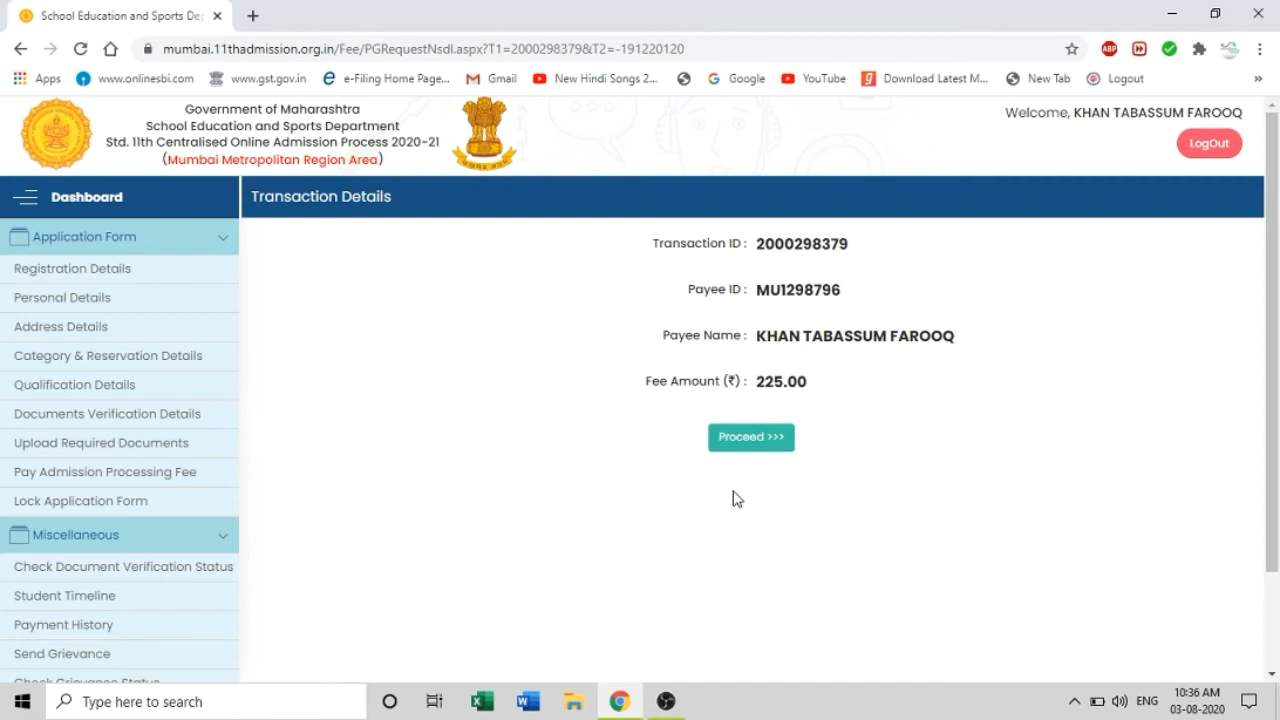 School Education and Sports De
mumbai.11thadmission.org.in/Fee/PGRequestNsdl.aspx?T1=2000298379&T2=-191220120
ABP
Apps
www.onlinesbi.com
www.gst.gov.in
e-Filing Home Page...
Gmail
New Hindi Songs 2...
Google
YouTube
Download Latest M...
New Tab
Logout
»
Government of Maharashtra
School Education and Sports Department
Std. 11th Centralised Online Admission Process 2020-21
(Mumbai Metropolitan Region Area)
Welcome, KHAN TABASSUM FAROOQ
LogOut
Dashboard
Transaction Details
Application Form
Registration Details
Personal Details
Address Details
Category & Reservation Details
Qualification Details
Documents Verification Details
Upload Required Documents
Pay Admission Processing Fee
Lock Application Form
Miscellaneous
Check Document Verification Status
Student Timeline
Payment History
Send Grievance
Check Grievance Status
Transaction ID : 2000298379
Payee ID : MU1298796
Payee Name : KHAN TABASSUM FAROOQ
Fee Amount (₹) : 225.00
Proceed >>>
Type here to search
ENG
10:36 AM
03-08-2020